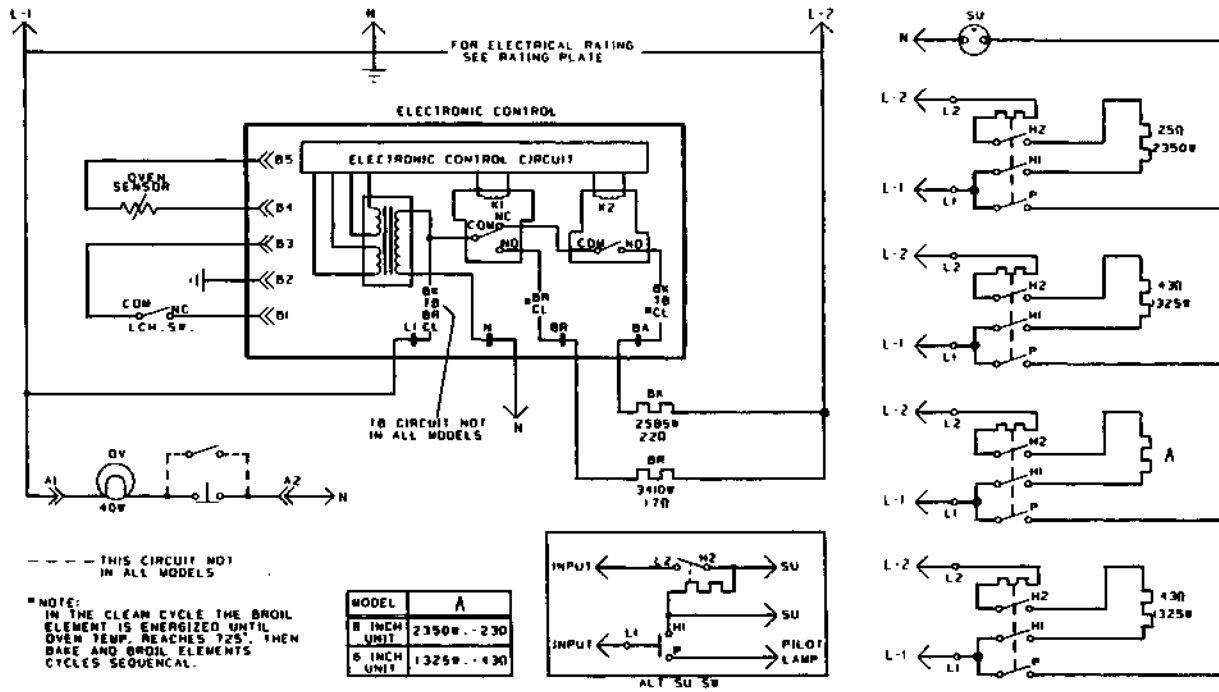 L-1
N
L-2
FOR ELECTRICAL RATING
SEE RATING PLATE
ELECTRONIC CONTROL
ELECTRONIC CONTROL CIRCUIT
B5
OVEN
SENSOR
B4
B3
B2
B1
COM
NC
LCH. SW.
K1
NC
COM
NO
K2
COM
NO
BK
TB
BR
CL
*BR
CL
BK
TB
*CL
L1
N
BR
BA
TB CIRCUIT NOT
IN ALL MODELS
N
BK
2585W
22Ω
BR
3410W
17Ω
OV
40W
A1
A2
N
THIS CIRCUIT NOT
IN ALL MODELS
*NOTE:
IN THE CLEAN CYCLE THE BROIL
ELEMENT IS ENERGIZED UNTIL
OVEN TEMP. REACHES 725°. THEN
BAKE AND BROIL ELEMENTS
CYCLES SEQUENCAL.
MODEL A
8 INCH UNIT 2350W.-23Ω
6 INCH UNIT 1325W.-43Ω
INPUT
L2
H2
SU
SU
H1
INPUT
L1
P
PILOT
LAMP
ALT SU SW
SU
N
L-2
L2
H2
25Ω
2350W
H1
L-1
L1
P
L-2
L2
H2
43Ω
1325W
H1
L-1
L1
P
L-2
L2
H2
A
H1
L-1
L1
P
L-2
L2
H2
43Ω
1325W
H1
L-1
L1
P